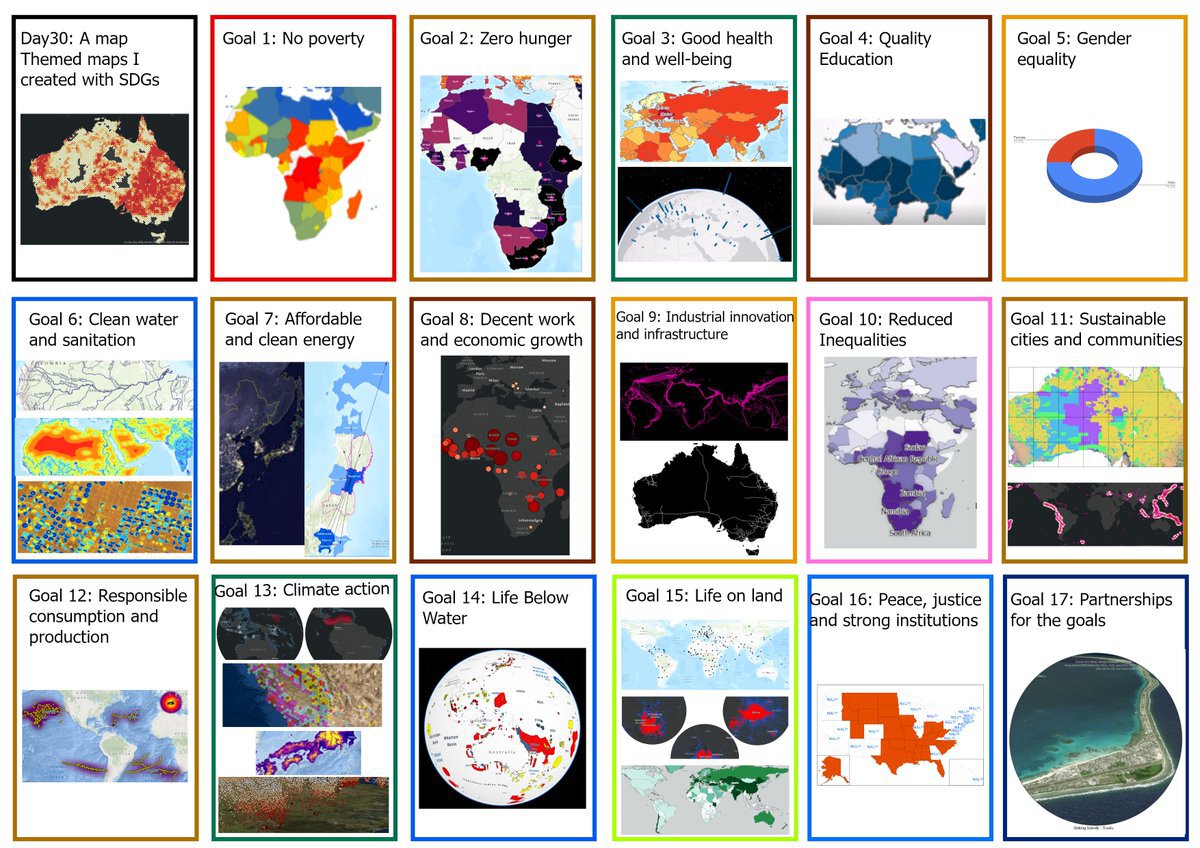 Day30: A map
Themed maps I
created with SDGs
Goal 1: No poverty
Goal 2: Zero hunger
Goal 3: Good health
and well-being
Goal 4: Quality
Education
Goal 5: Gender
equality
Goal 6: Clean water
and sanitation
Goal 7: Affordable
and clean energy
Goal 8: Decent work
and economic growth
Goal 9: Industrial innovation
and infrastructure
Goal 10: Reduced
Inequalities
Sudan
Central African Republic
Congo
Zambia
Namibia
South Africa
Goal 11: Sustainable
cities and communities
Goal 12: Responsible
consumption and
production
Goal 13: Climate action
Goal 14: Life Below
Water
Australia
Goal 15: Life on land
Goal 16: Peace, justice
and strong institutions
Goal 17: Partnerships
for the goals
Sinking Islands - Tuvalu